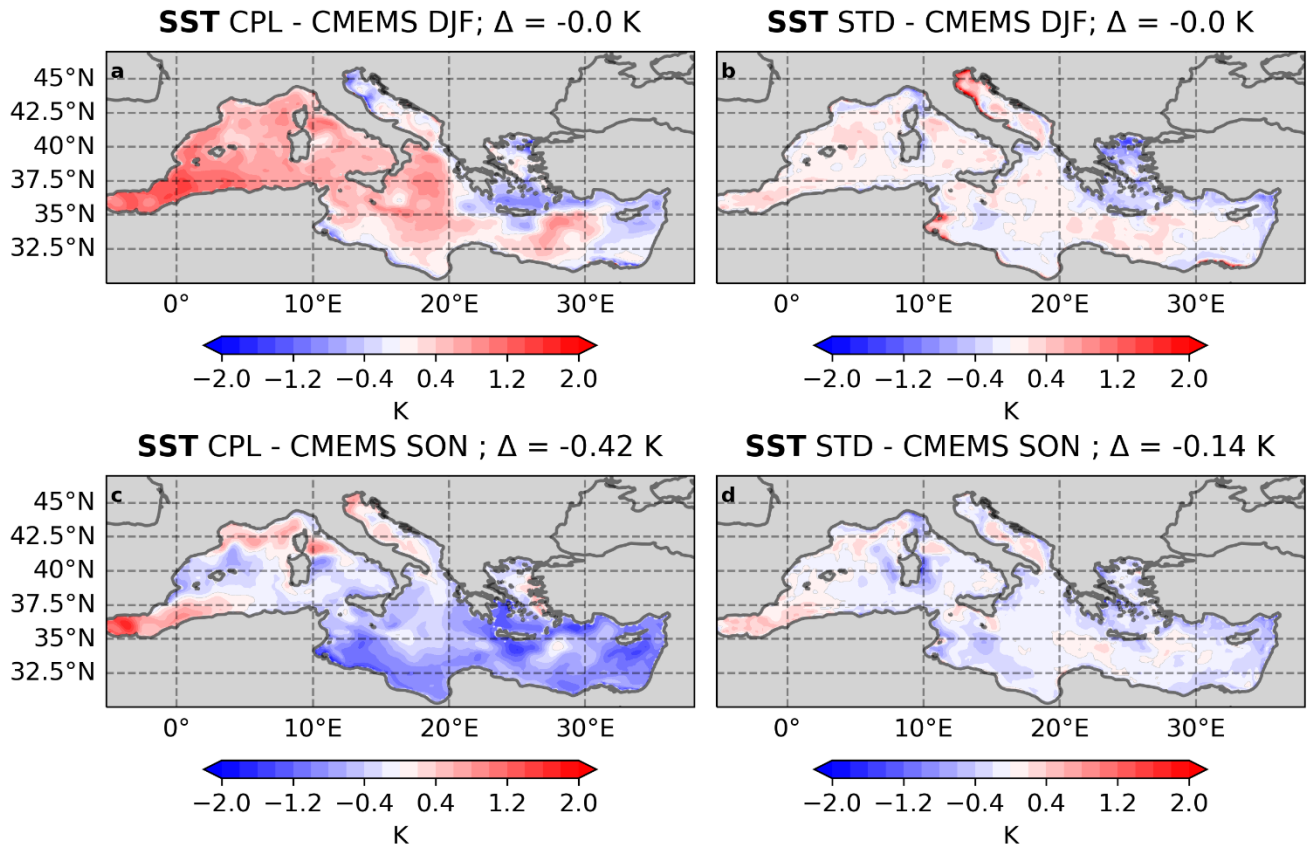 SST CPL - CMEMS DJF; Δ = -0.0 K
SST STD - CMEMS DJF; Δ = -0.0 K
a
45°N
42.5°N
40°N
37.5°N
35°N
32.5°N
0° 10°E 20°E 30°E
b
0° 10°E 20°E 30°E
−2.0 −1.2 −0.4 0.4 1.2 2.0
K
−2.0 −1.2 −0.4 0.4 1.2 2.0
K
SST CPL - CMEMS SON ; Δ = -0.42 K
SST STD - CMEMS SON ; Δ = -0.14 K
c
45°N
42.5°N
40°N
37.5°N
35°N
32.5°N
0° 10°E 20°E 30°E
d
0° 10°E 20°E 30°E
−2.0 −1.2 −0.4 0.4 1.2 2.0
K
−2.0 −1.2 −0.4 0.4 1.2 2.0
K